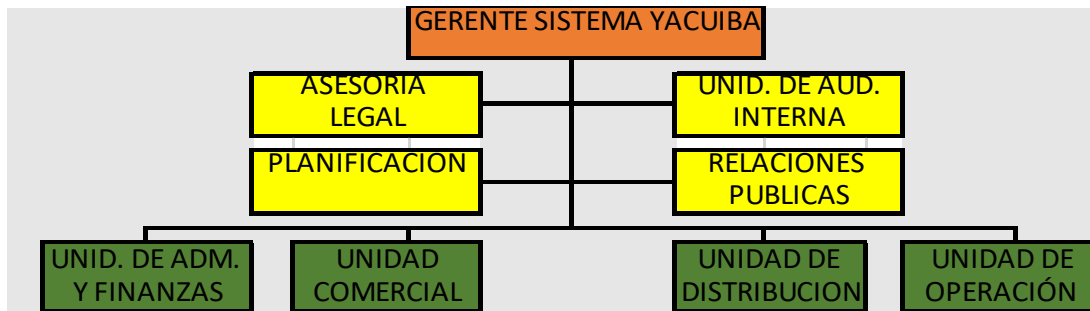 GERENTE SISTEMA YACUIBA
ASESORIA
LEGAL
UNID. DE AUD.
INTERNA
PLANIFICACION
RELACIONES
PUBLICAS
UNID. DE ADM.
Y FINANZAS
UNIDAD
COMERCIAL
UNIDAD DE
DISTRIBUCION
UNIDAD DE
OPERACIÓN